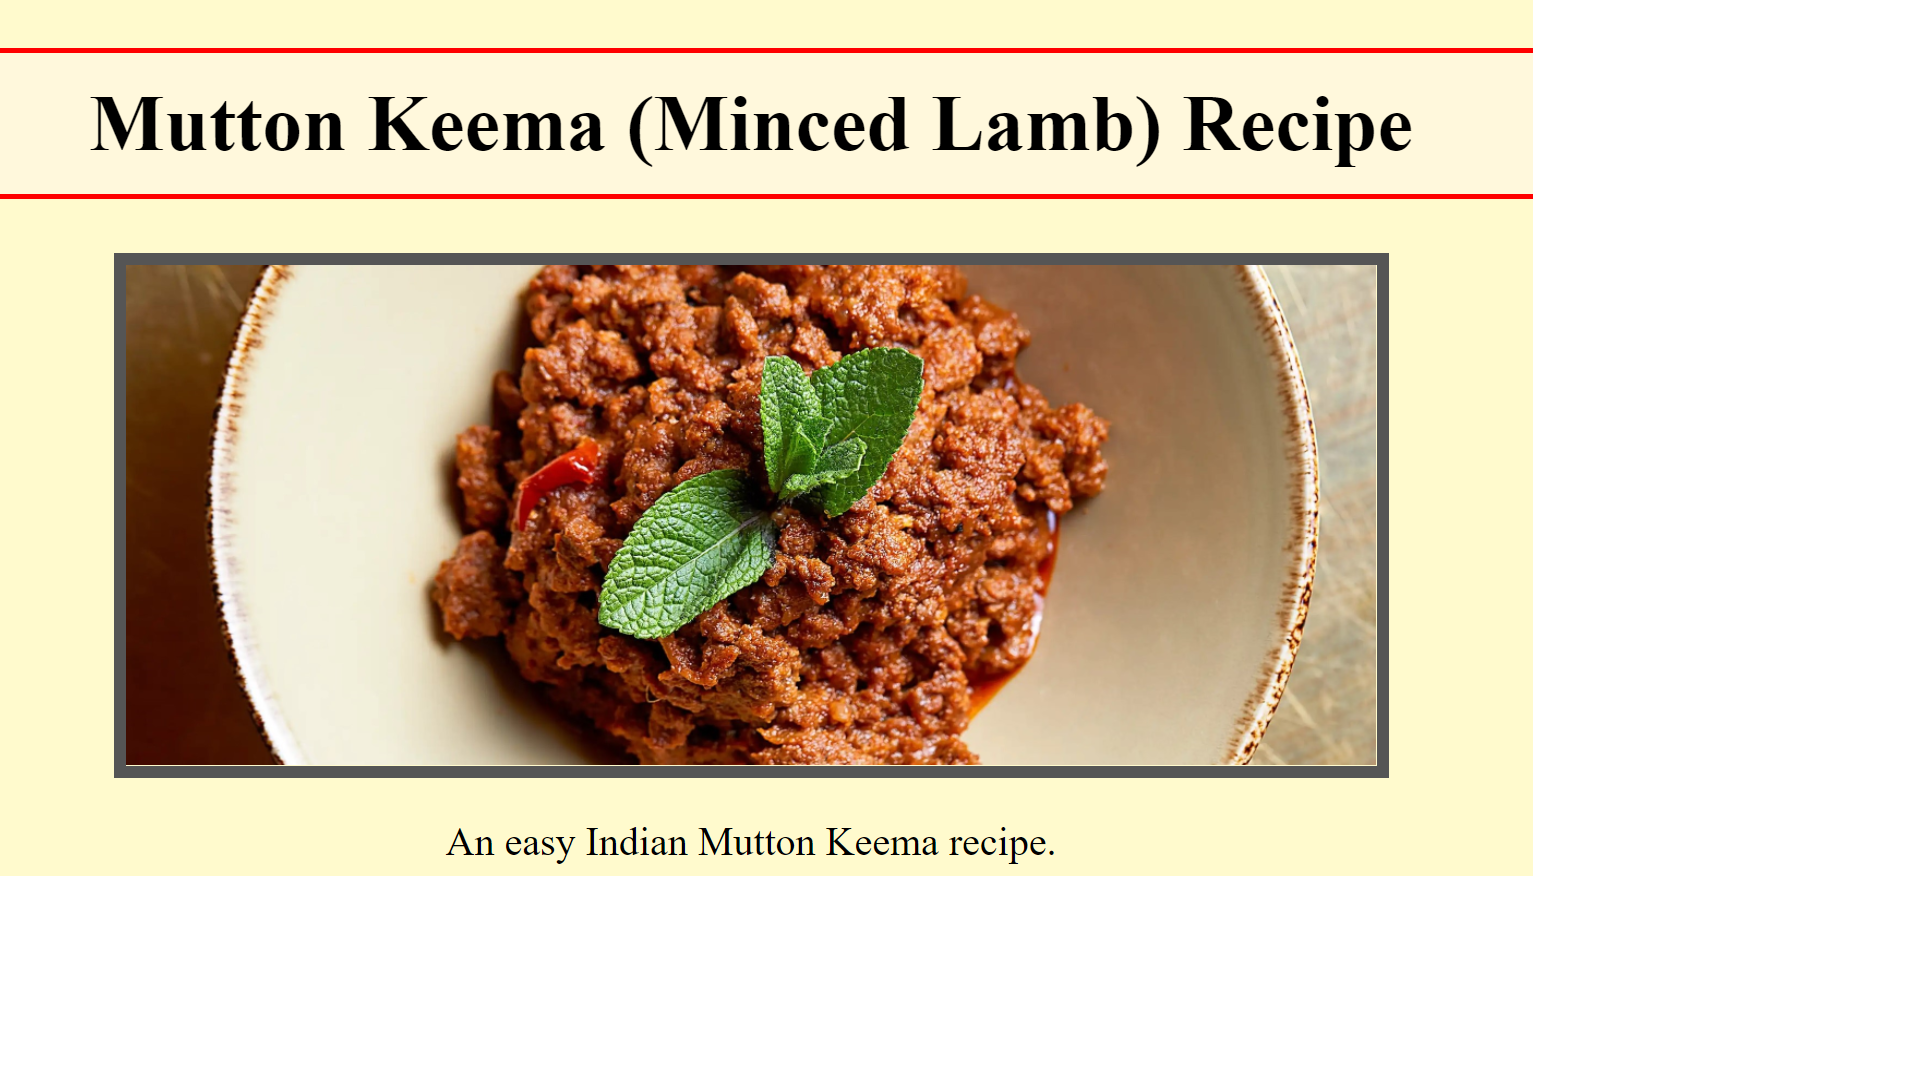 Mutton Keema (Minced Lamb) Recipe
An easy Indian Mutton Keema recipe.